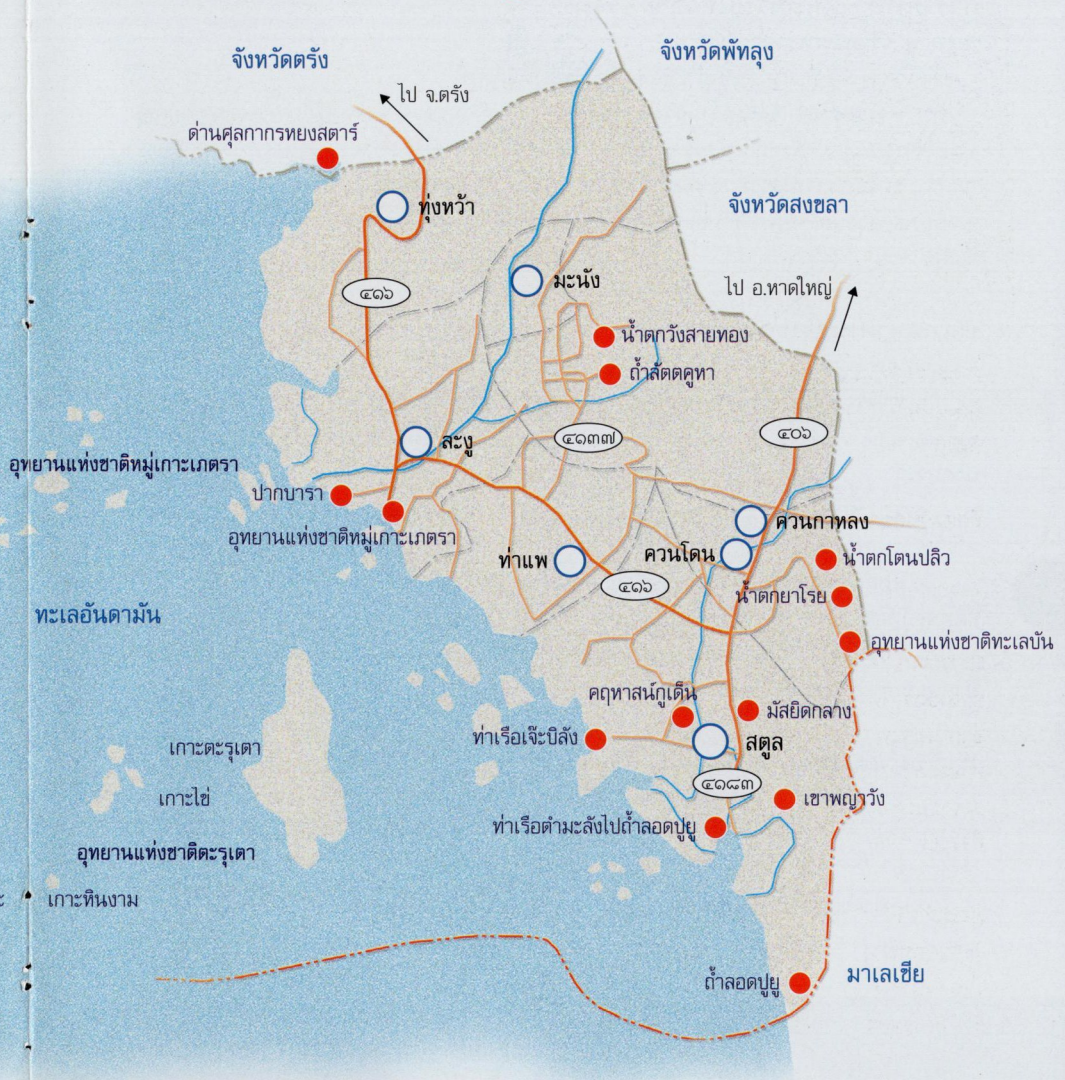 จังหวัดตรัง
จังหวัดพัทลุง
ไป จ.ตรัง
ด่านศุลกากรหยงสตาร์
ทุ่งหว้า
จังหวัดสงขลา
มะนัง
ไป อ.หาดใหญ่
๔๑๖
น้ำตกวังสายทอง
ถ้ำลัดตคูหา
๔๑๓๗
๔๐๖
ละงู
อุทยานแห่งชาติหมู่เกาะเภตรา
ปากบารา
อุทยานแห่งชาติหมู่เกาะเภตรา
ควนกาหลง
ท่าแพ
ควนโดน
น้ำตกโตนปลิว
๔๑๖
น้ำตกยาโรย
ทะเลอันดามัน
อุทยานแห่งชาติทะเลบัน
คฤหาสน์กูเด็น
มัสยิดกลาง
ท่าเรือเจ๊ะบิลัง
สตูล
เกาะตะรุเตา
๔๑๘๓
เกาะไข่
เขาพญาวัง
ท่าเรือตำมะลังไปถ้ำลอดปูยู
อุทยานแห่งชาติตะรุเตา
เกาะหินงาม
มาเลเซีย
ถ้ำลอดปูยู